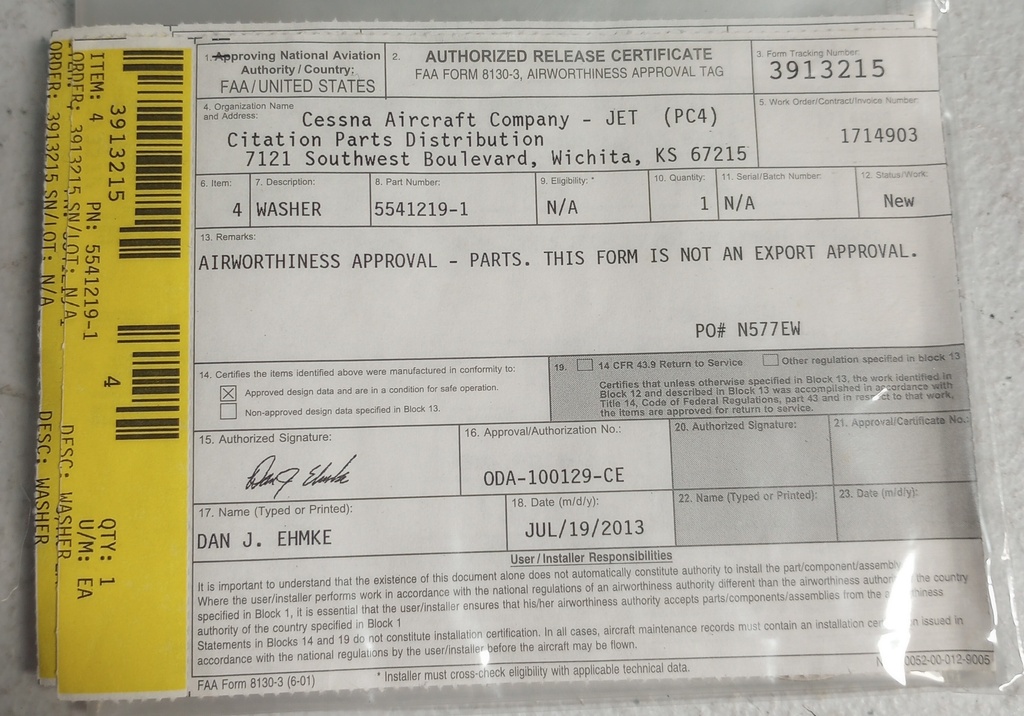 ITEM: 4
ORDER: 3913215 SN/LOT: N/A
ORDER: 3913215 SN/LOT: N/A
3913215
PN: 5541219-1
4
QTY: 1
U/M: EA
DESC: WASHER
DESC: WASHER
1. Approving National Aviation
Authority / Country:
FAA/UNITED STATES
2. AUTHORIZED RELEASE CERTIFICATE
FAA FORM 8130-3, AIRWORTHINESS APPROVAL TAG
3. Form Tracking Number:
3913215
4. Organization Name
and Address:
Cessna Aircraft Company - JET (PC4)
Citation Parts Distribution
7121 Southwest Boulevard, Wichita, KS 67215
5. Work Order/Contract/Invoice Number:
1714903
6. Item: 7. Description: 8. Part Number: 9. Eligibility: * 10. Quantity: 11. Serial/Batch Number: 12. Status/Work:
4 WASHER 5541219-1 N/A 1 N/A New
13. Remarks:
AIRWORTHINESS APPROVAL - PARTS. THIS FORM IS NOT AN EXPORT APPROVAL.
PO# N577EW
14. Certifies the items identified above were manufactured in conformity to:
Approved design data and are in a condition for safe operation.
Non-approved design data specified in Block 13.
19. 14 CFR 43.9 Return to Service Other regulation specified in block 13
Certifies that unless otherwise specified in Block 13, the work identified in
Block 12 and described in Block 13 was accomplished in accordance with
Title 14, Code of Federal Regulations, part 43 and in respect to that work,
the items are approved for return to service.
15. Authorized Signature:
Dan J Ehmke
16. Approval/Authorization No.:
ODA-100129-CE
20. Authorized Signature: 21. Approval/Certificate No.:
17. Name (Typed or Printed):
DAN J. EHMKE
18. Date (m/d/y):
JUL/19/2013
22. Name (Typed or Printed): 23. Date (m/d/y):
User / Installer Responsibilities
It is important to understand that the existence of this document alone does not automatically constitute authority to install the part/component/assembly.
Where the user/installer performs work in accordance with the national regulations of an airworthiness authority different than the airworthiness the country
specified in Block 1, it is essential that the user/installer ensures that his/her airworthiness authority accepts parts/components/assemblies from the
authority of the country specified in Block 1
Statements in Blocks 14 and 19 do not constitute installation certification. In all cases, aircraft maintenance records must contain an installation issued in
accordance with the national regulations by the user/installer before the aircraft may be flown.
FAA Form 8130-3 (6-01) * Installer must cross-check eligibility with applicable technical data. 0052-00-012-9005